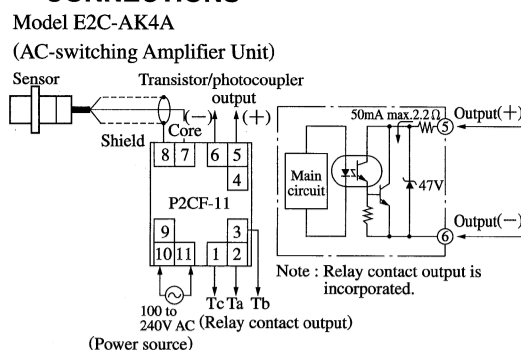 CONNECTIONS
Model E2C-AK4A
(AC-switching Amplifier Unit)
Sensor
Transistor/photocoupler
output
Shield
Core
(−)
(+)
8 7 6 5
4
P2CF-11
9 3
10 11 1 2
100 to
240V AC
(Power source)
Tc Ta Tb
(Relay contact output)
50mA max.
2.2 Ω
5 Output(+)
Main
circuit
47V
6 Output(−)
Note : Relay contact output is
incorporated.